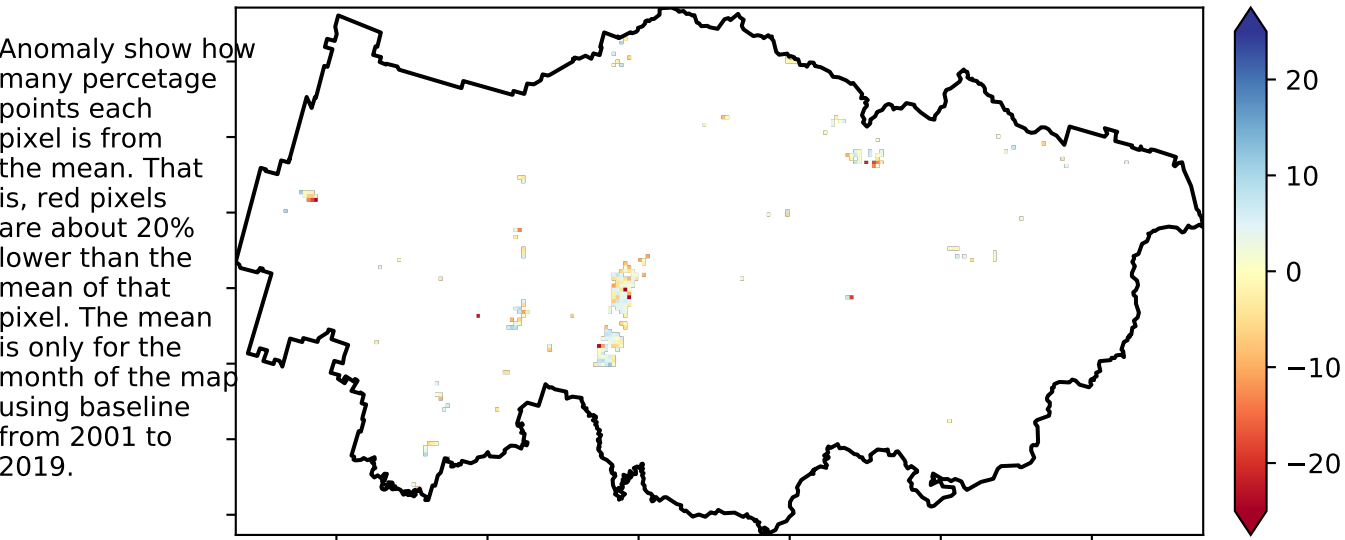 Anomaly show how
many percetage
points each
pixel is from
the mean. That
is, red pixels
are about 20%
lower than the
mean of that
pixel. The mean
is only for the
month of the map
using baseline
from 2001 to
2019.
20
10
0
−10
−20